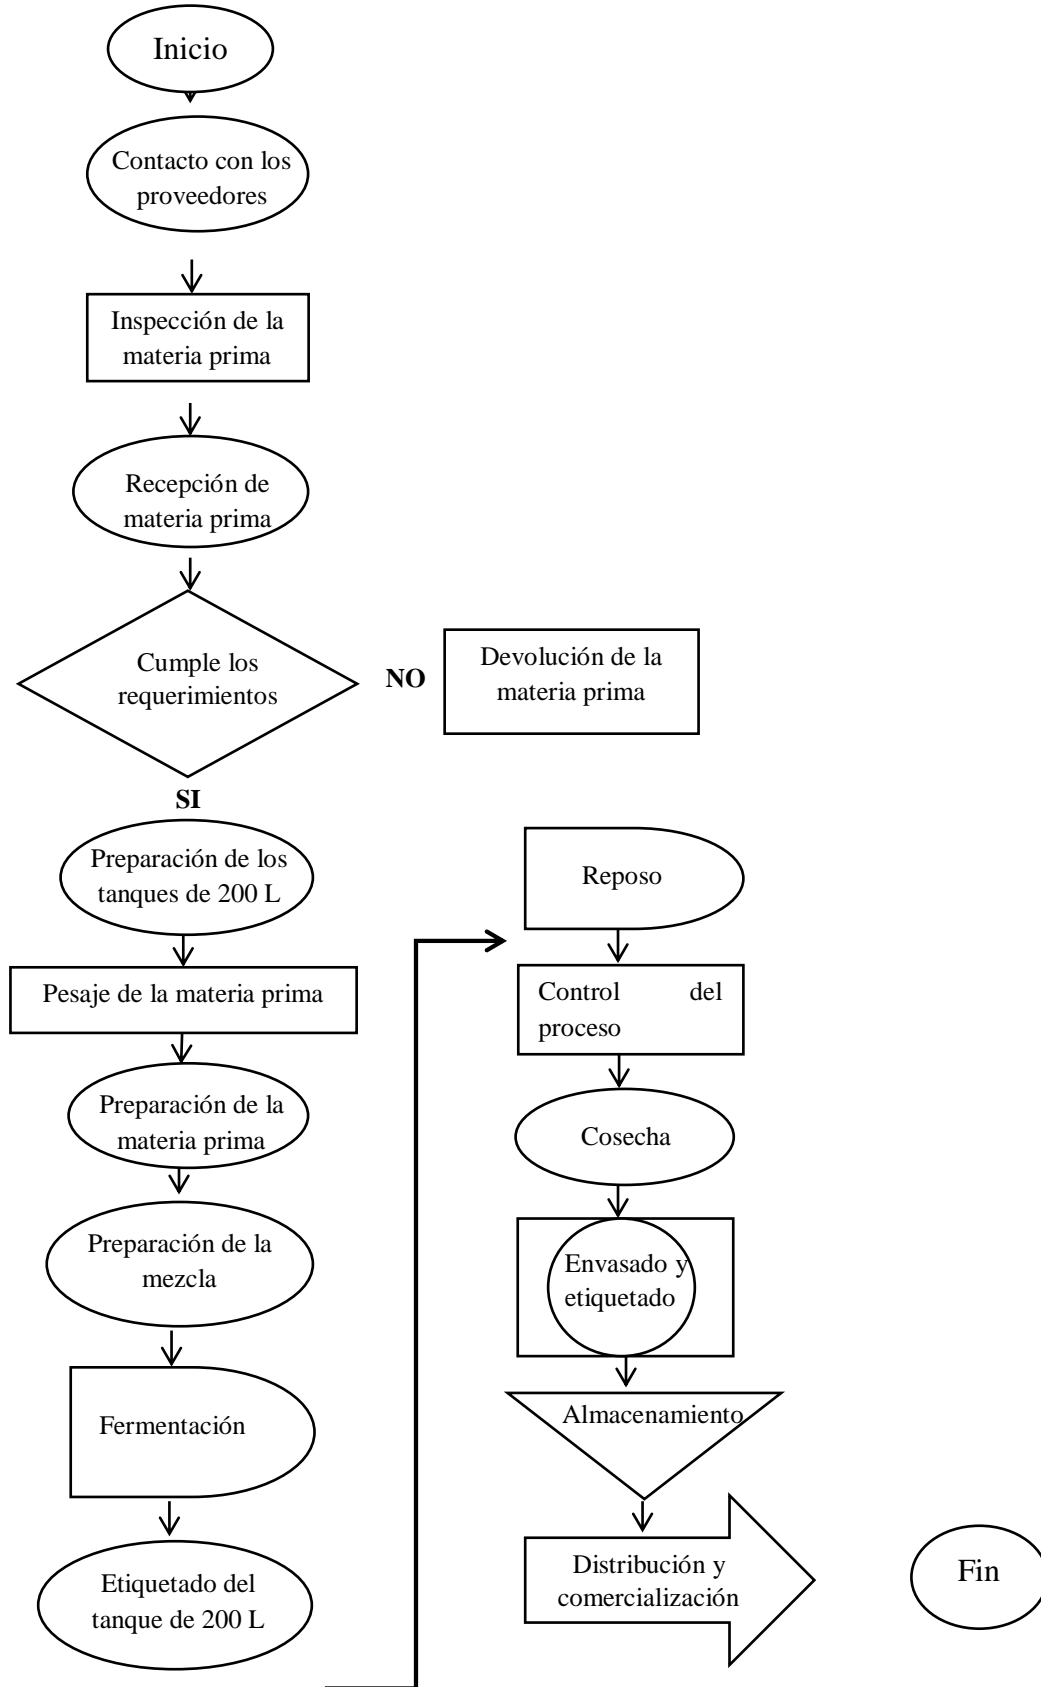 Inicio
Contacto con los
proveedores
Inspección de la
materia prima
Recepción de
materia prima
Cumple los
requerimientos
NO
Devolución de la
materia prima
SI
Preparación de los
tanques de 200 L
Pesaje de la materia prima
Preparación de la
materia prima
Preparación de la
mezcla
Fermentación
Etiquetado del
tanque de 200 L
Reposo
Control del
proceso
Cosecha
Envasado y
etiquetado
Almacenamiento
Distribución y
comercialización
Fin